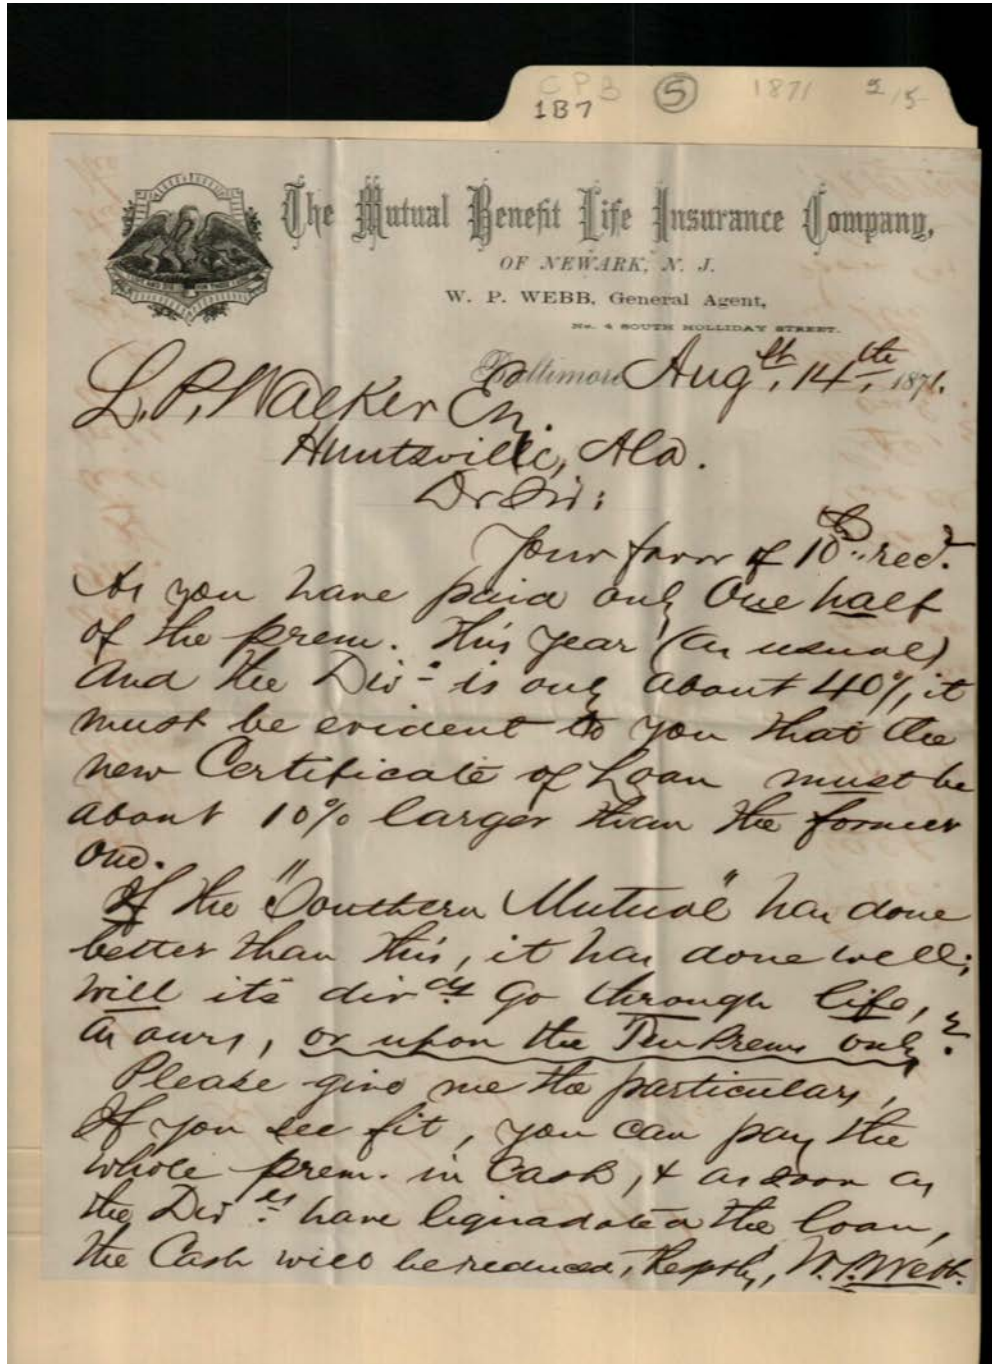 CPB 5 1871 2/5
1B7
The Mutual Benefit Life Insurance Company,
OF NEWARK, N. J.
W. P. WEBB, General Agent,
No. 4 SOUTH HOLLIDAY STREET.
Baltimore Augst. 14th, 1871.
L. P. Walker Esq.
Huntsville, Ala.
Dr Sir:
Your favor of 10th recd.
As you have paid only One half
of the prem. this year (as usual)
and the Divd is only about 40%, it
must be evident to you that the
new Certificate of Loan must be
about 10% larger than the former
one.
If the "Southern Mutual" has done
better than this, it has done well;
will its divds go through life,
as ours, or upon the Ten Prems only?
Please give me the particulars,
If you see fit, you can pay the
whole prem. in Cash, & as soon as
the Divds have liquadated the loan,
the Cash will be reduced, Respty, W. P. Webb.